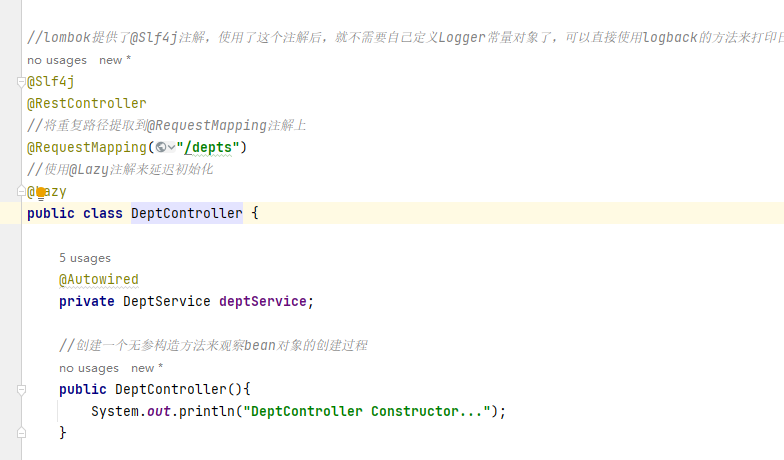 //lombok提供了@Slf4j注解，使用了这个注解后，就不需要自己定义Logger常量对象了，可以直接使用logback的方法来打印
no usages new *
@Slf4j
@RestController
//将重复路径提取到@RequestMapping注解上
@RequestMapping("/depts")
//使用@Lazy注解来延迟初始化
@Lazy
public class DeptController {
5 usages
@Autowired
private DeptService deptService;
//创建一个无参构造方法来观察bean对象的创建过程
no usages new *
public DeptController(){
System.out.println("DeptController Constructor...");
}